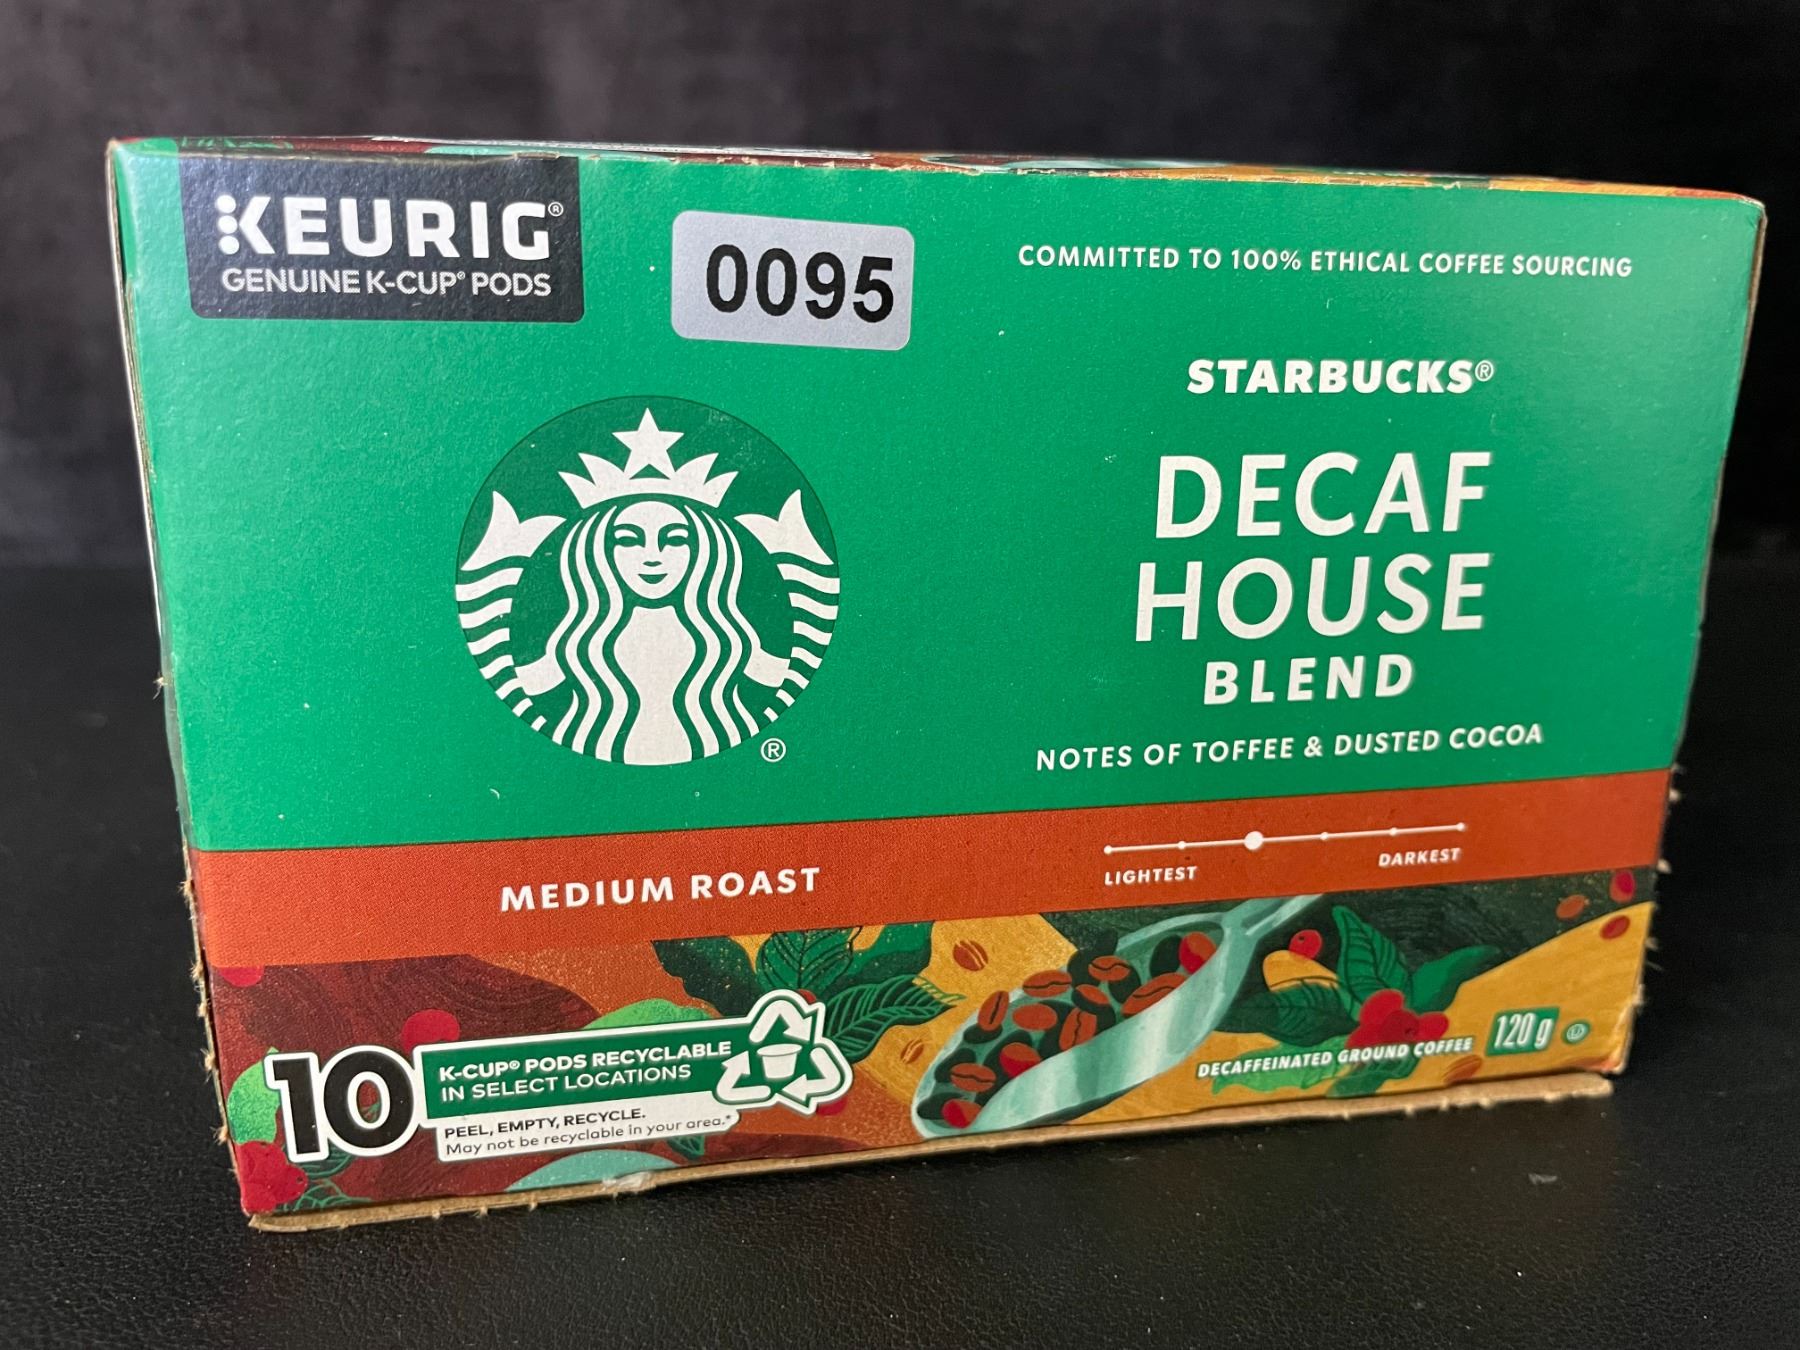 KEURIG®
GENUINE K-CUP® PODS
0095
COMMITTED TO 100% ETHICAL COFFEE SOURCING
STARBUCKS®
DECAF
HOUSE
BLEND
NOTES OF TOFFEE & DUSTED COCOA
®
MEDIUM ROAST
LIGHTEST
DARKEST
10
K-CUP® PODS RECYCLABLE
IN SELECT LOCATIONS
PEEL, EMPTY, RECYCLE.
May not be recyclable in your area.*
DECAFFEINATED GROUND COFFEE
120 g
Ⓤ